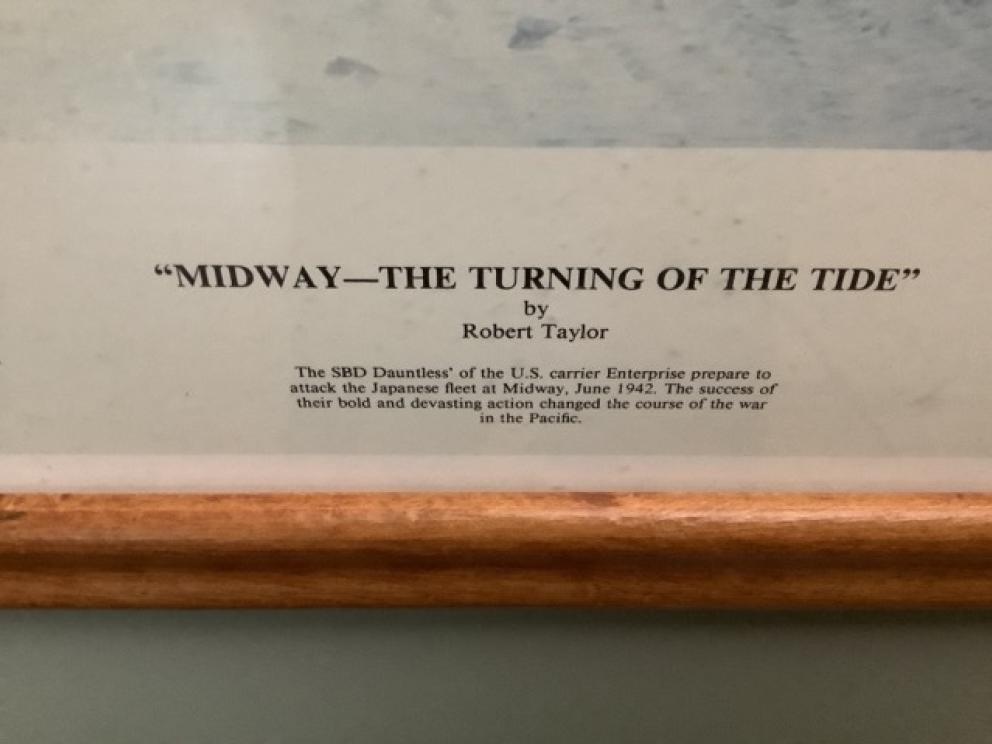 “MIDWAY—THE TURNING OF THE TIDE”
by
Robert Taylor
The SBD Dauntless' of the U.S. carrier Enterprise prepare to
attack the Japanese fleet at Midway, June 1942. The success of
their bold and devasting action changed the course of the war
in the Pacific.